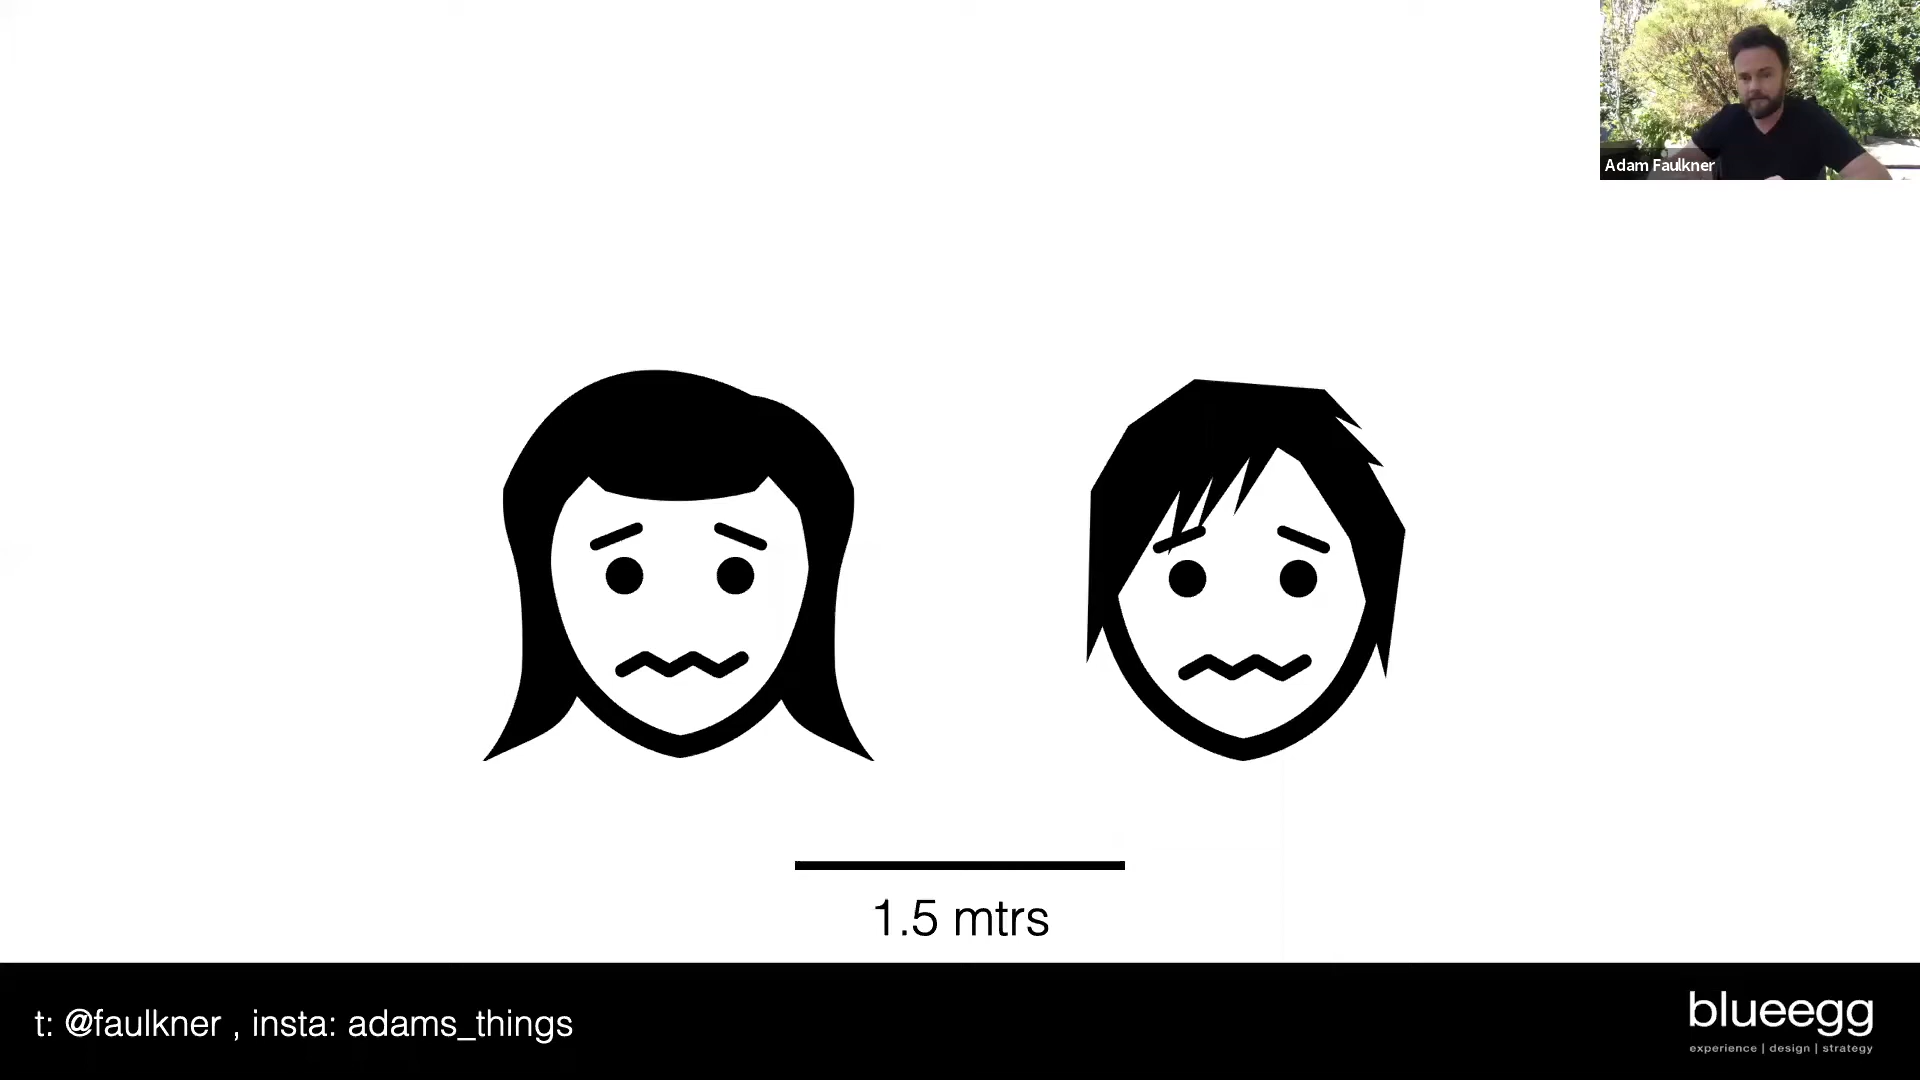 Adam Faulkner
1.5 mtrs
t: @faulkner , insta: adams_things
blueegg
experience | design | strategy